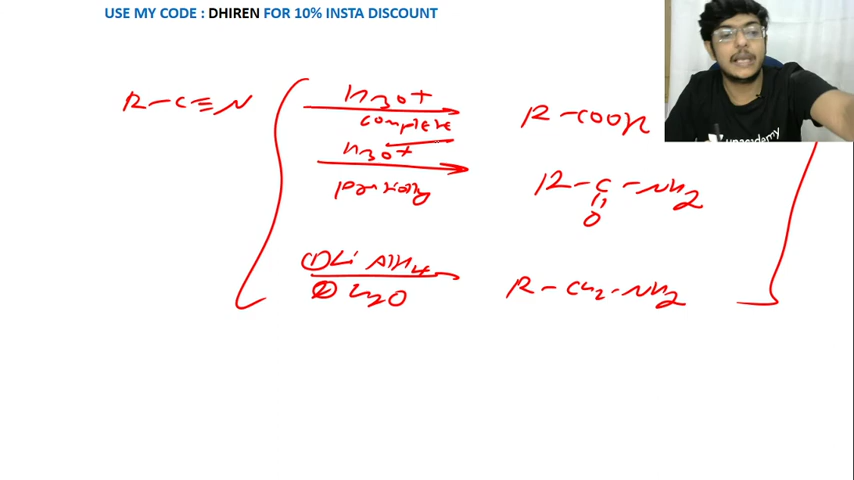 USE MY CODE : DHIREN FOR 10% INSTA DISCOUNT
R-C≡N
H3O+
complete
R-COOH
H3O+
partially
R-C-NH2
=
O
① LiAlH4
② H2O
R-CH2-NH2
unacademy